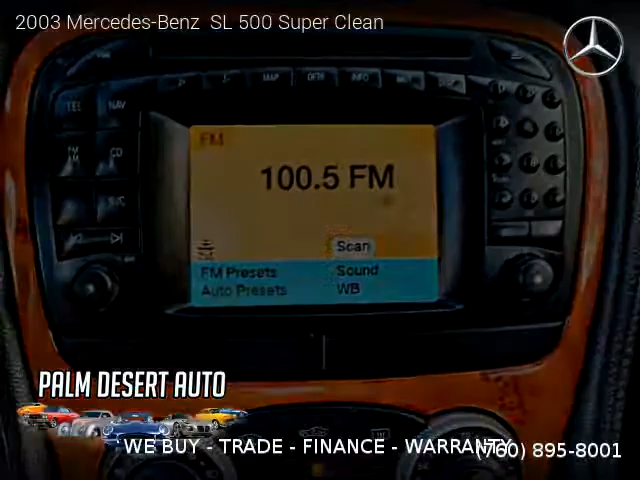 2003 Mercedes-Benz  SL 500 Super Clean
MAP
INFO
TEL NAV
CD
FM
100.5 FM
Scan
FM Presets Sound
Auto Presets WB
PALM DESERT AUTO
WE BUY - TRADE - FINANCE - WARRANTY
(760) 895-8001